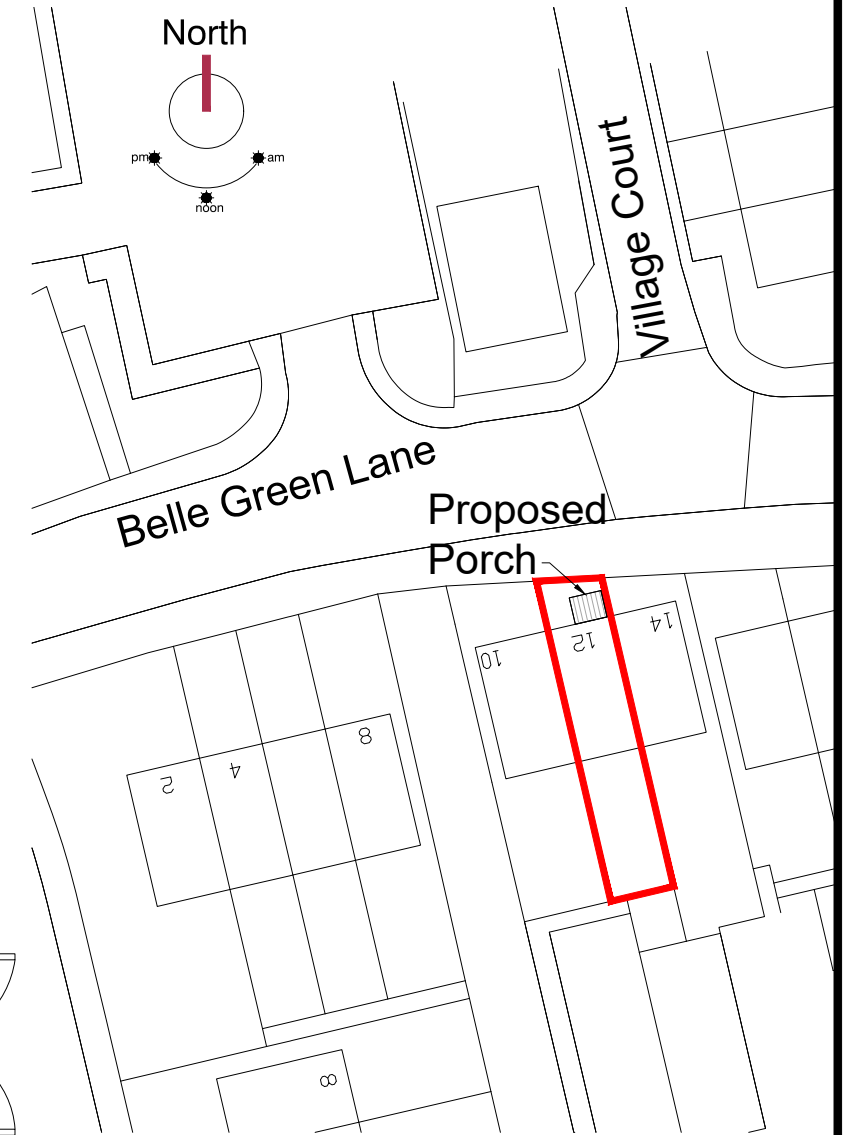 North
pm
am
noon
Village Court
Belle Green Lane
Proposed
Porch
10
12
14
2
4
8
8